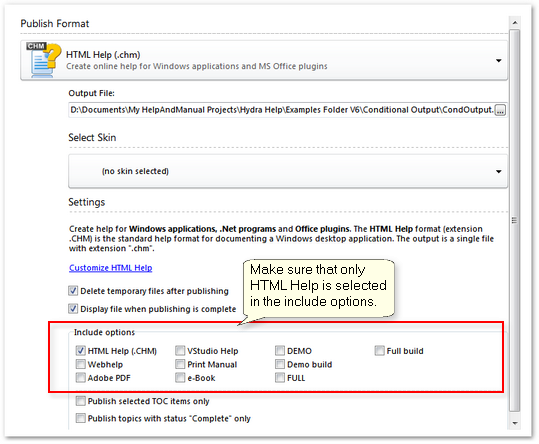 Publish Format
CHM
HTML Help (.chm)
Create online help for Windows applications and MS Office plugins
Output File:
D:\Documents\My HelpAndManual Projects\Hydra Help\Examples Folder V6\Conditional Output\CondOutput.
...
Select Skin
(no skin selected)
Settings
Create help for Windows applications, .Net programs and Office plugins. The HTML Help format (extension
.CHM) is the standard help format for documenting a Windows desktop application. The output is a single file
with extension ".chm".
Customize HTML Help
Delete temporary files after publishing
Display file when publishing is complete
Make sure that only
HTML Help is selected
in the include options.
Include options
HTML Help (.CHM) VStudio Help DEMO Full build
Webhelp Print Manual Demo build
Adobe PDF e-Book FULL
Publish selected TOC items only
Publish topics with status "Complete" only